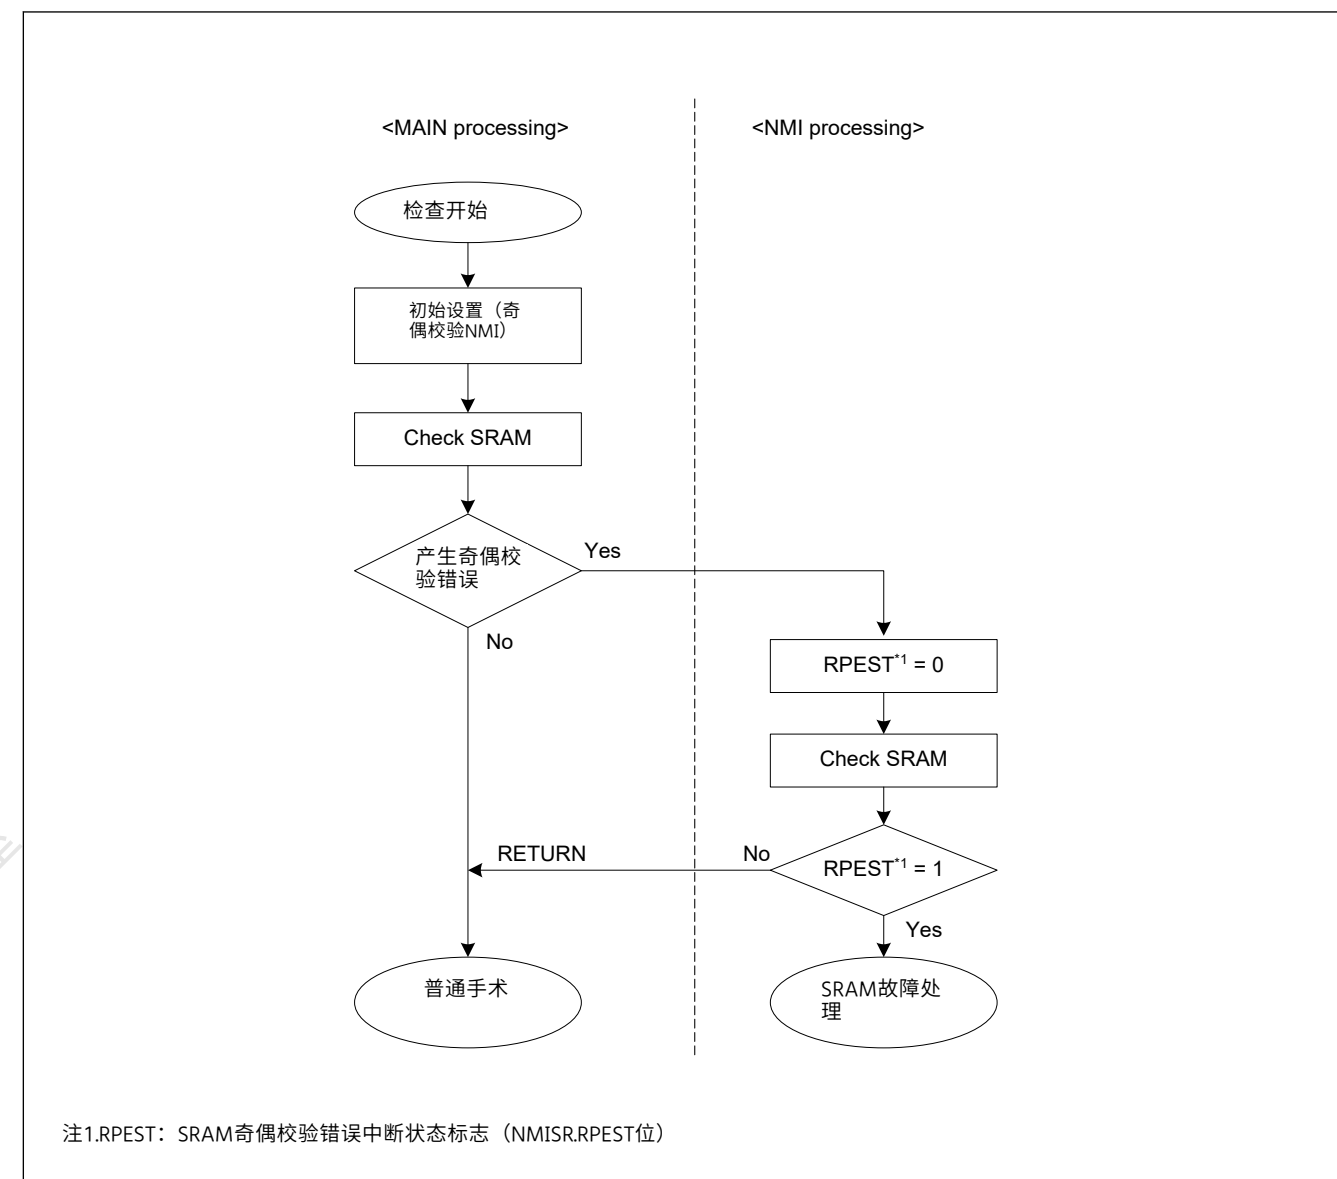 <MAIN processing>
<NMI processing>
检查开始
初始设置（奇
偶校验NMI）
Check SRAM
产生奇偶校
验错误
Yes
No
RPEST*1 = 0
Check SRAM
RPEST*1 = 1
No
RETURN
Yes
普通手术
SRAM故障处
理
注1.RPEST：SRAM奇偶校验错误中断状态标志（NMISR.RPEST位）